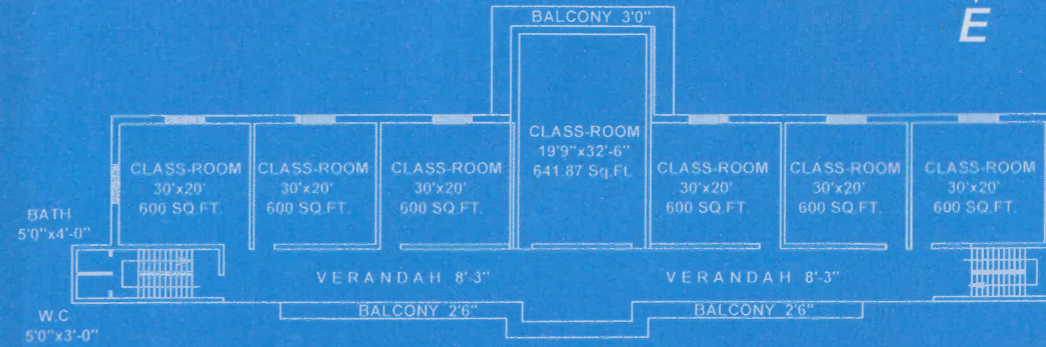 BALCONY 3'0"
E
CLASS-ROOM
19'9"x32'-6"
641.87 Sq.Ft.
CLASS-ROOM
30'x20'
600 SQ.FT.
CLASS-ROOM
30'x20'
600 SQ.FT.
CLASS-ROOM
30'x20'
600 SQ.FT.
CLASS-ROOM
30'x20'
600 SQ.FT.
CLASS-ROOM
30'x20'
600 SQ.FT.
CLASS-ROOM
30'x20'
600 SQ.FT.
BATH
5'0"x4'-0"
VERANDAH 8'-3"
VERANDAH 8'-3"
BALCONY 2'6"
BALCONY 2'6"
W.C
5'0"x3'-0"